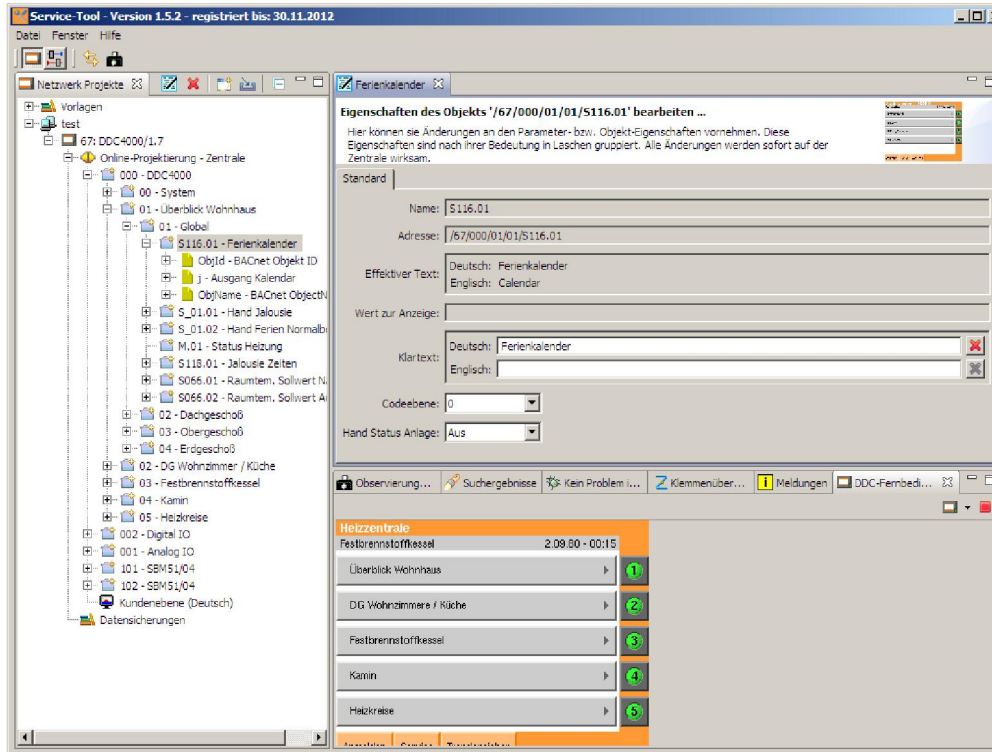 Service-Tool - Version 1.5.2 - registriert bis: 30.11.2012
Datei Fenster Hilfe
Netzwerk Projekte
Vorlagen
test
67: DDC4000/1.7
Online-Projektierung - Zentrale
000 - DDC4000
00 - System
01 - Überblick Wohnhaus
01 - Global
S116.01 - Ferienkalender
ObjId - BACnet Objekt ID
j - Ausgang Kalendar
ObjName - BACnet ObjectN
S_01.01 - Hand Jalousie
S_01.02 - Hand Ferien Normalb
M.01 - Status Heizung
S118.01 - Jalousie Zeiten
S066.01 - Raumtem. Sollwert N
S066.02 - Raumtem. Sollwert A
02 - Dachgeschoß
03 - Obergeschoß
04 - Erdgeschoß
02 - DG Wohnzimmer / Küche
03 - Festbrennstoffkessel
04 - Kamin
05 - Heizkreise
002 - Digital IO
001 - Analog IO
101 - SBM51/04
102 - SBM51/04
Kundenebene (Deutsch)
Datensicherungen
Ferienkalender
Eigenschaften des Objekts '/67/000/01/01/S116.01' bearbeiten ...
Hier können sie Änderungen an den Parameter- bzw. Objekt-Eigenschaften vornehmen. Diese
Eigenschaften sind nach ihrer Bedeutung in Laschen gruppiert. Alle Änderungen werden sofort auf der
Zentrale wirksam.
Standard
Name: S116.01
Adresse: /67/000/01/01/S116.01
Effektiver Text:
Deutsch: Ferienkalender
Englisch: Calendar
Wert zur Anzeige:
Klartext:
Deutsch: Ferienkalender
Englisch:
Codeebene: 0
Hand Status Anlage: Aus
Observierung... Suchergebnisse Kein Problem i... Klemmenüber... Meldungen DDC-Fernbedi...
Heizzentrale
Festbrennstoffkessel 2.09.80 - 00:15
Überblick Wohnhaus 1
DG Wohnzimmere / Küche 2
Festbrennstoffkessel 3
Kamin 4
Heizkreise 5